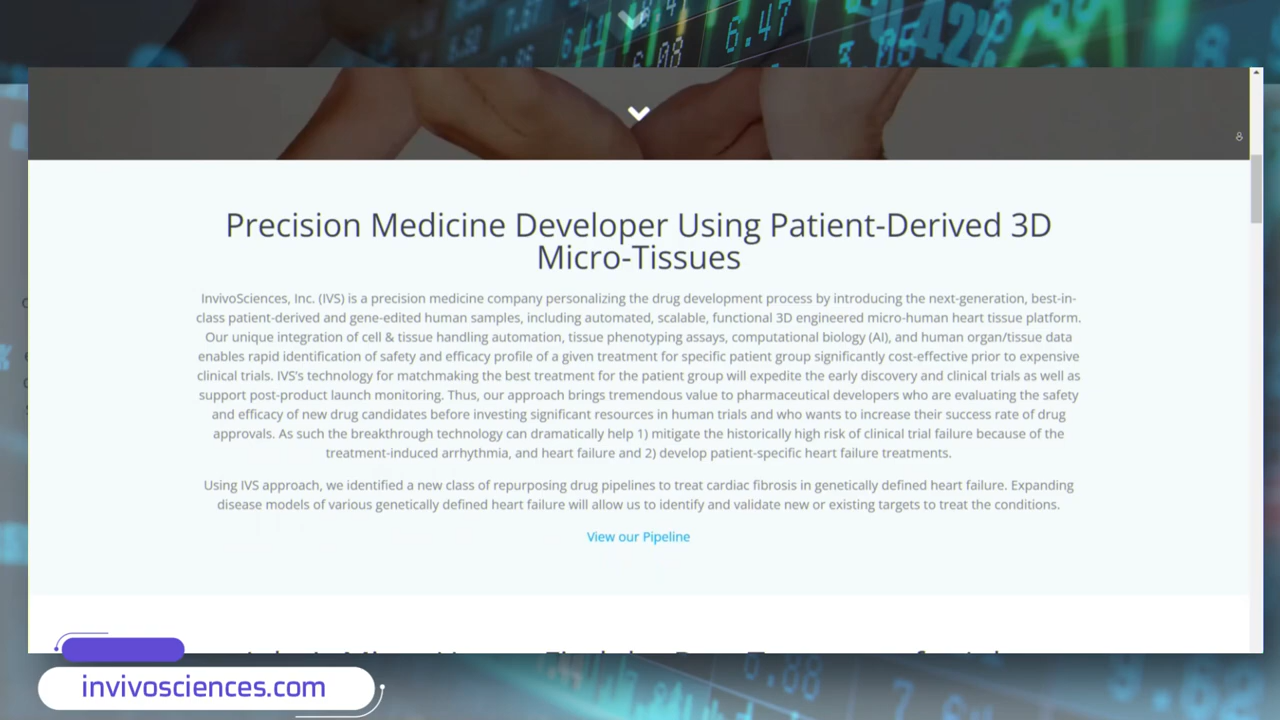 6.47
6.08
42%
8
Precision Medicine Developer Using Patient-Derived 3D
Micro-Tissues
InvivoSciences, Inc. (IVS) is a precision medicine company personalizing the drug development process by introducing the next-generation, best-in-
class patient-derived and gene-edited human samples, including automated, scalable, functional 3D engineered micro-human heart tissue platform.
Our unique integration of cell & tissue handling automation, tissue phenotyping assays, computational biology (AI), and human organ/tissue data
enables rapid identification of safety and efficacy profile of a given treatment for specific patient group significantly cost-effective prior to expensive
clinical trials. IVS's technology for matchmaking the best treatment for the patient group will expedite the early discovery and clinical trials as well as
support post-product launch monitoring. Thus, our approach brings tremendous value to pharmaceutical developers who are evaluating the safety
and efficacy of new drug candidates before investing significant resources in human trials and who wants to increase their success rate of drug
approvals. As such the breakthrough technology can dramatically help 1) mitigate the historically high risk of clinical trial failure because of the
treatment-induced arrhythmia, and heart failure and 2) develop patient-specific heart failure treatments.
Using IVS approach, we identified a new class of repurposing drug pipelines to treat cardiac fibrosis in genetically defined heart failure. Expanding
disease models of various genetically defined heart failure will allow us to identify and validate new or existing targets to treat the conditions.
View our Pipeline
invivosciences.com